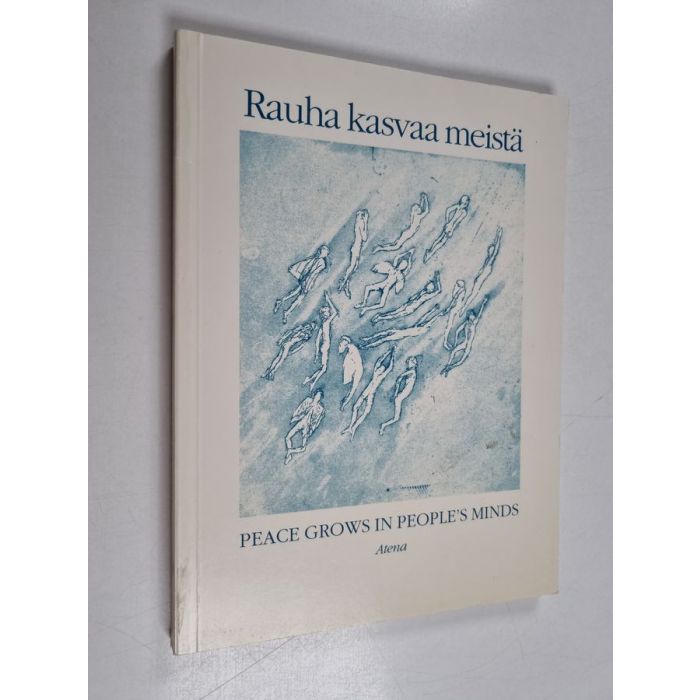 Rauha kasvaa meistä
PEACE GROWS IN PEOPLE'S MINDS
Atena